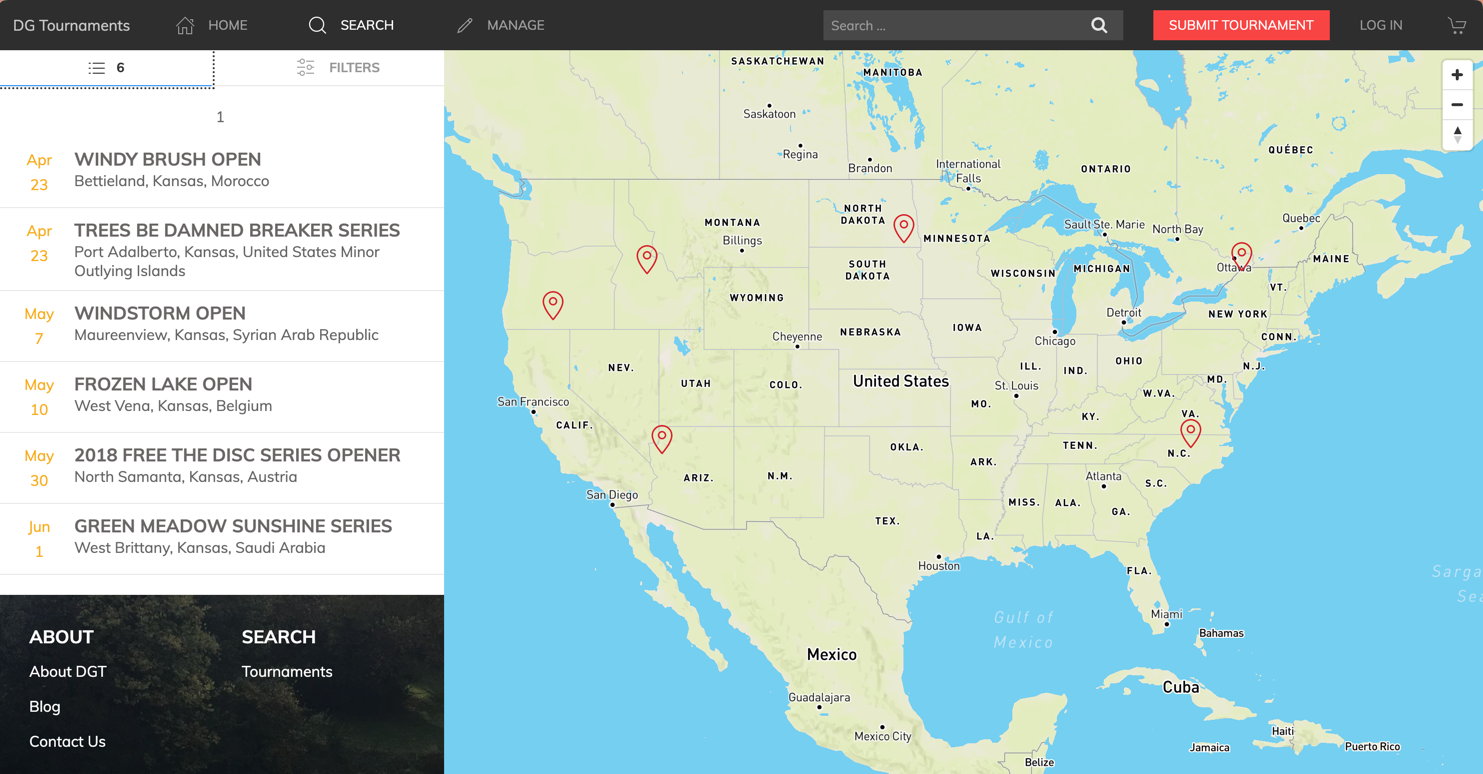 DG Tournaments
HOME
SEARCH
MANAGE
Search ...
SUBMIT TOURNAMENT
LOG IN
6
FILTERS
1
Apr
23
WINDY BRUSH OPEN
Bettieland, Kansas, Morocco
Apr
23
TREES BE DAMNED BREAKER SERIES
Port Adalberto, Kansas, United States Minor
Outlying Islands
May
7
WINDSTORM OPEN
Maureenview, Kansas, Syrian Arab Republic
May
10
FROZEN LAKE OPEN
West Vena, Kansas, Belgium
May
30
2018 FREE THE DISC SERIES OPENER
North Samanta, Kansas, Austria
Jun
1
GREEN MEADOW SUNSHINE SERIES
West Brittany, Kansas, Saudi Arabia
ABOUT
About DGT
Blog
Contact Us
SEARCH
Tournaments
SASKATCHEWAN
MANITOBA
Saskatoon
Regina
Brandon
International
Falls
ONTARIO
QUÉBEC
MONTANA
Billings
NORTH
DAKOTA
MINNESOTA
Sault Ste. Marie
North Bay
Quebec
Ottawa
MAINE
SOUTH
DAKOTA
WISCONSIN
MICHIGAN
VT.
WYOMING
NEW YORK
Detroit
Cheyenne
NEBRASKA
IOWA
Chicago
CONN.
NEV.
UTAH
COLO.
United States
ILL.
IND.
OHIO
N.J.
MD.
St. Louis
W.VA.
San Francisco
CALIF.
MO.
KY.
VA.
OKLA.
TENN.
N.C.
ARIZ.
N.M.
ARK.
Atlanta
S.C.
San Diego
MISS.
ALA.
GA.
TEX.
LA.
Houston
FLA.
Sarga
Sea
Gulf of
Mexico
Miami
Bahamas
Mexico
Cuba
Guadalajara
Mexico City
Haiti
Jamaica
Puerto Rico
Belize